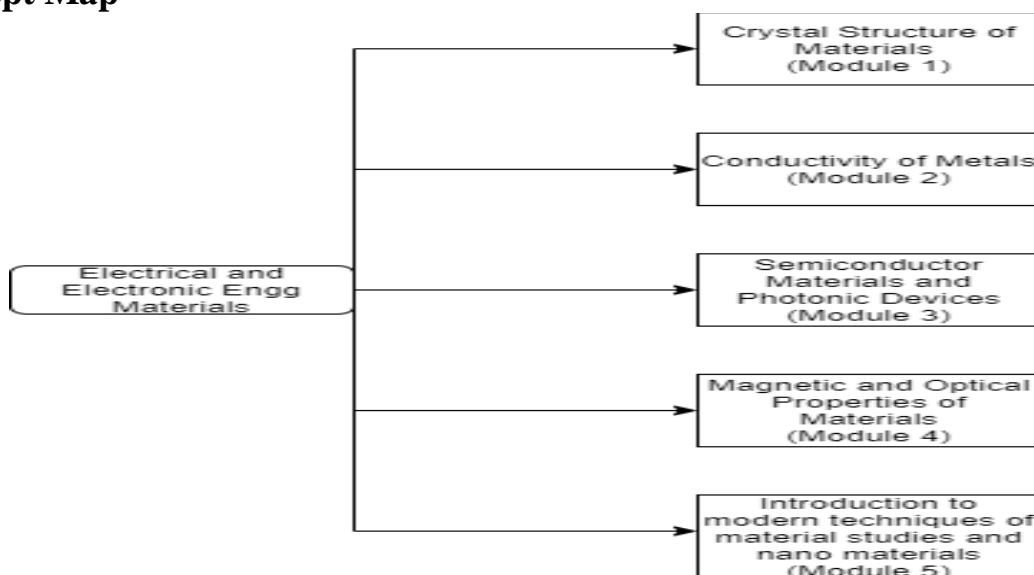 Crystal Structure of
Materials
(Module 1)
Conductivity of Metals
(Module 2)
Electrical and
Electronic Engg
Materials
Semiconductor
Materials and
Photonic Devices
(Module 3)
Magnetic and Optical
Properties of
Materials
(Module 4)
Introduction to
modern techniques of
material studies and
nano materials
(Module 5)